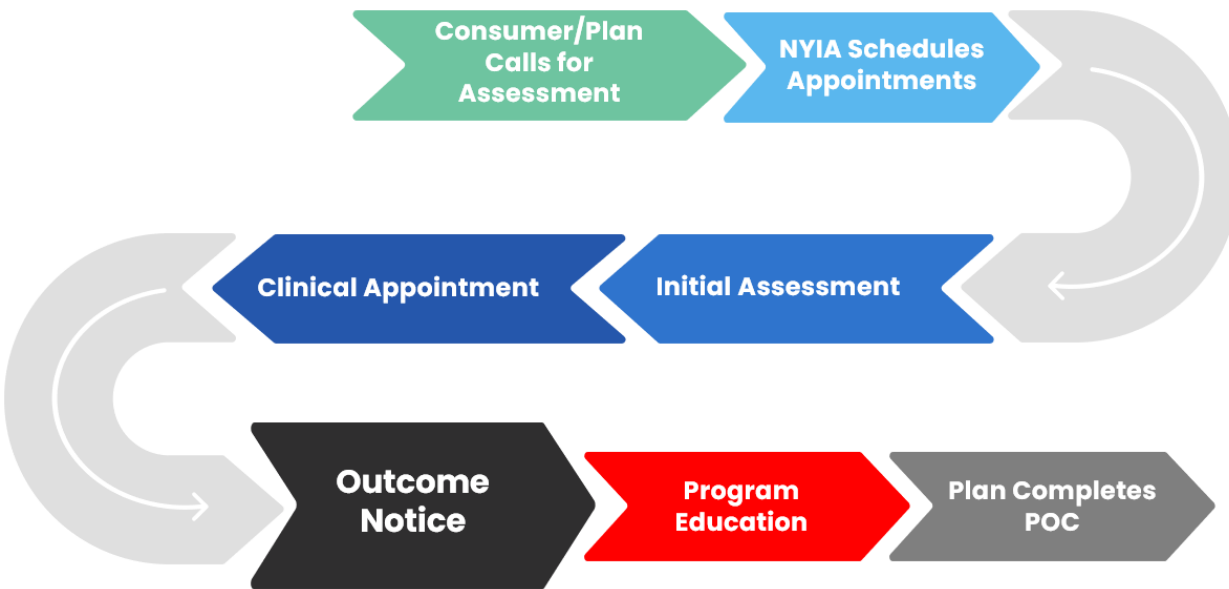 Consumer/Plan
Calls for
Assessment
NYIA Schedules
Appointments
Initial Assessment
Clinical Appointment
Outcome
Notice
Program
Education
Plan Completes
POC